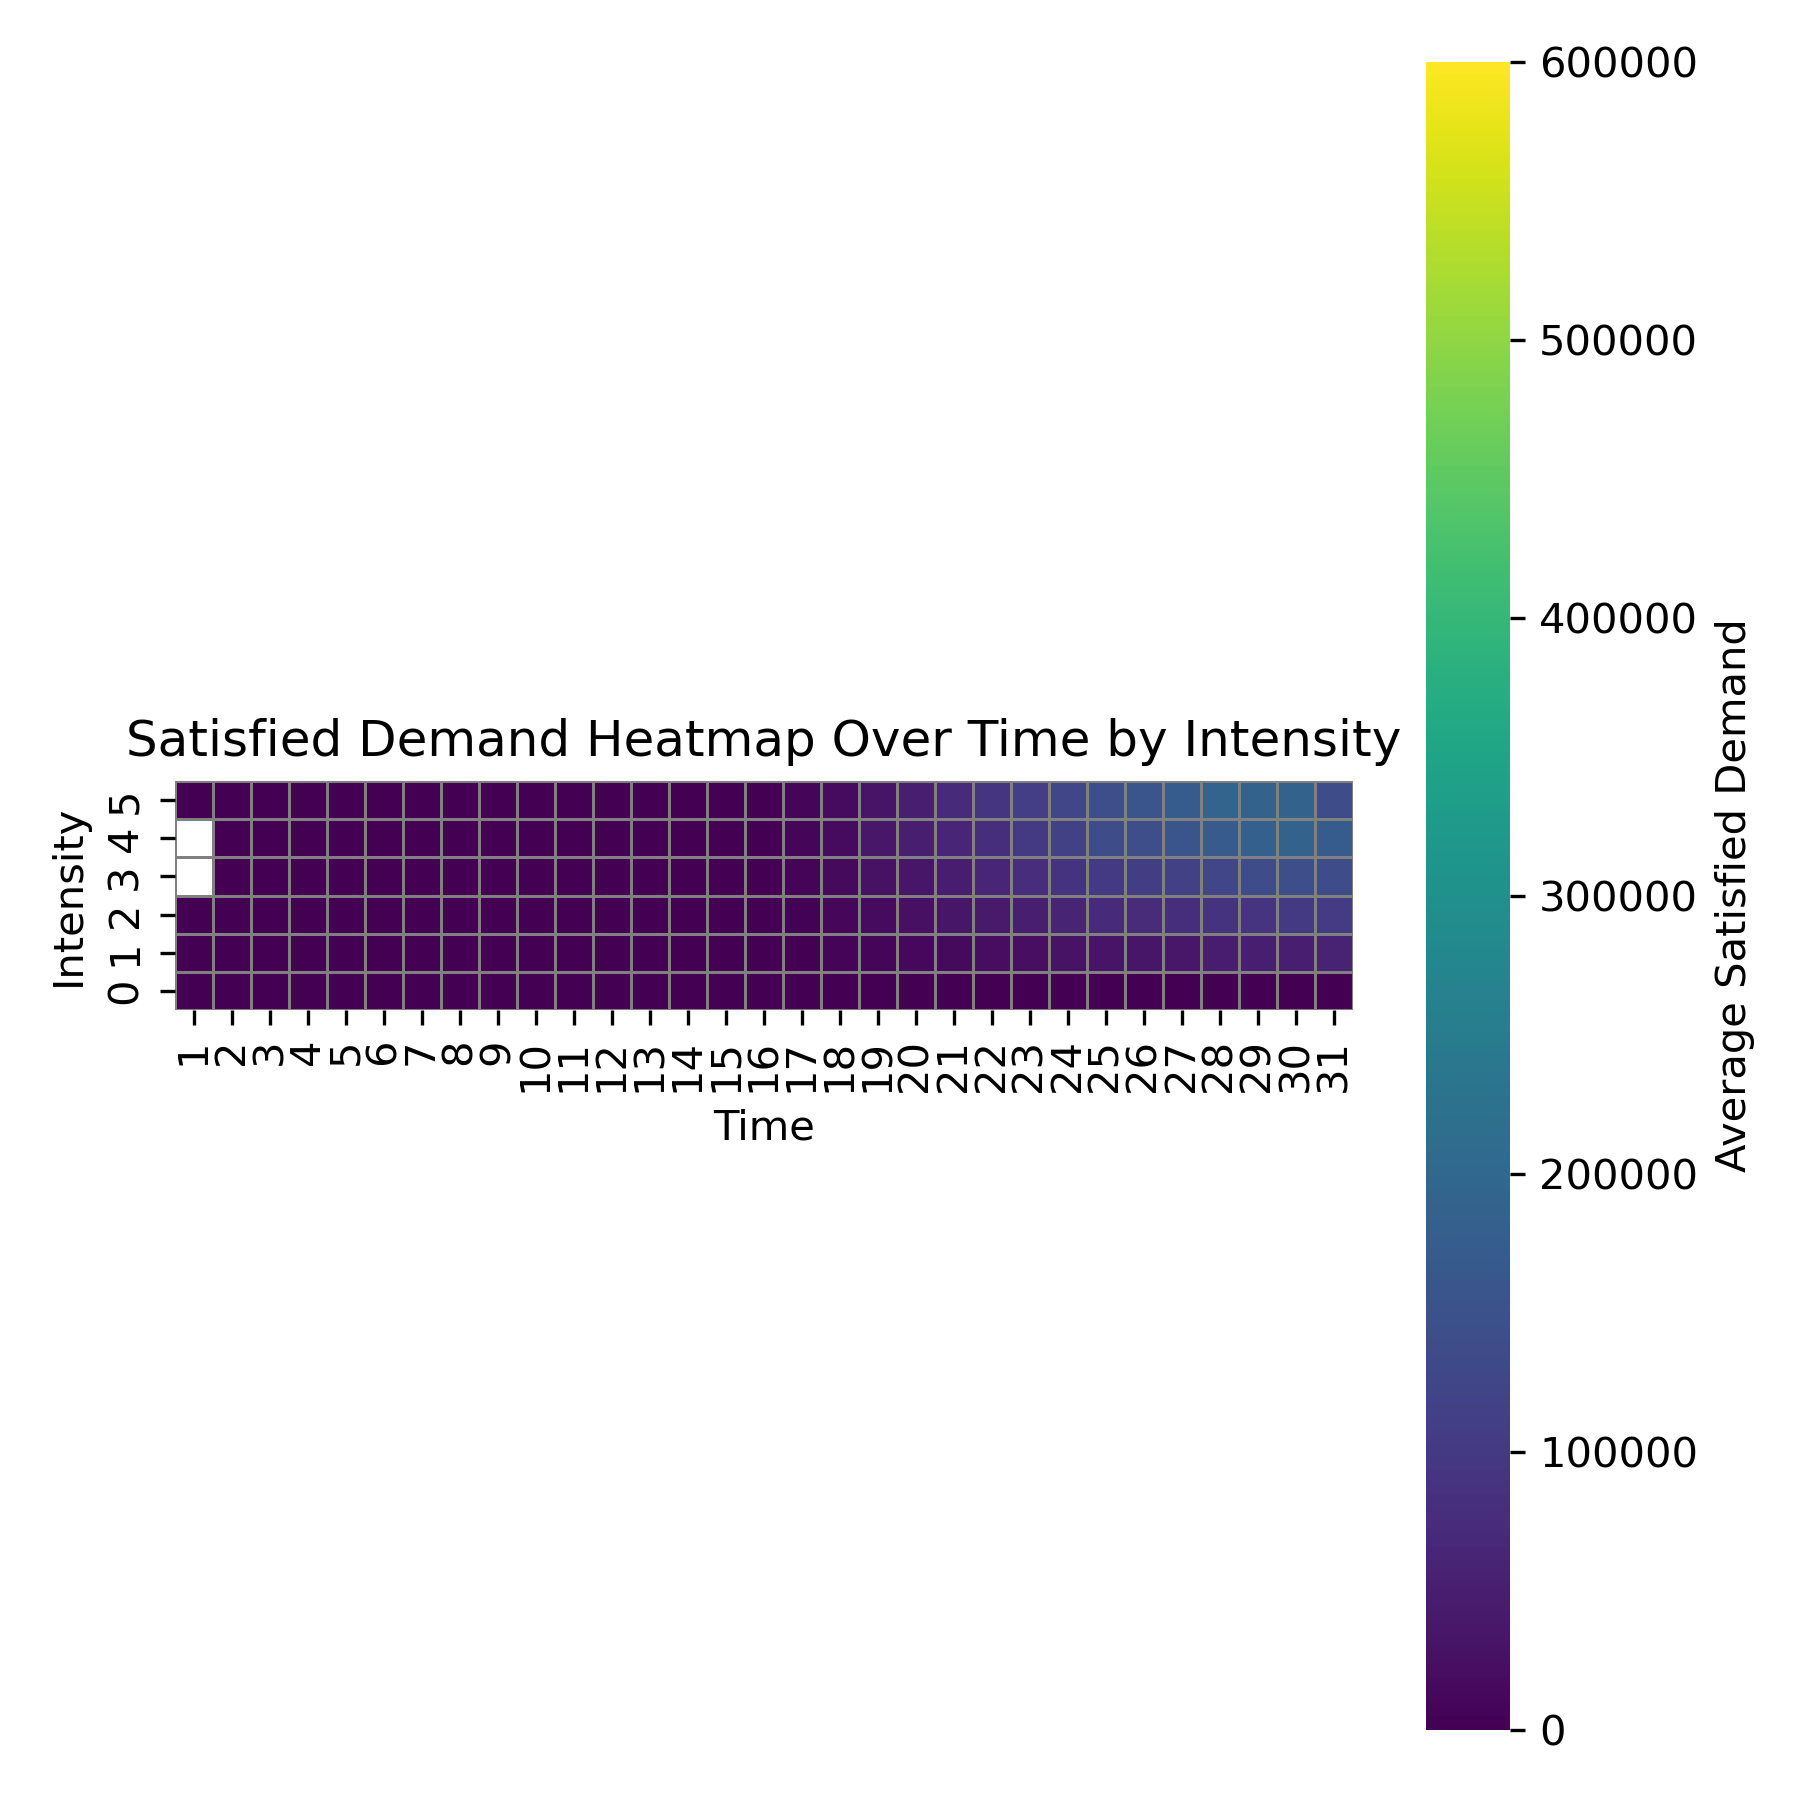 Satisfied Demand Heatmap Over Time by Intensity
Intensity
5
4
3
2
1
0
1 2 3 4 5 6 7 8 9 10 11 12 13 14 15 16 17 18 19 20 21 22 23 24 25 26 27 28 29 30 31
Time
600000
500000
400000
300000
200000
100000
0
Average Satisfied Demand